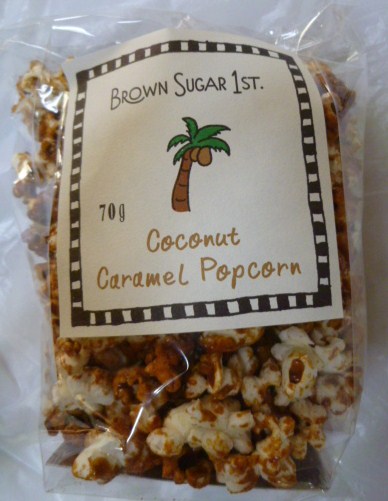 BROWN SUGAR 1ST.
70g
Coconut
Caramel Popcorn